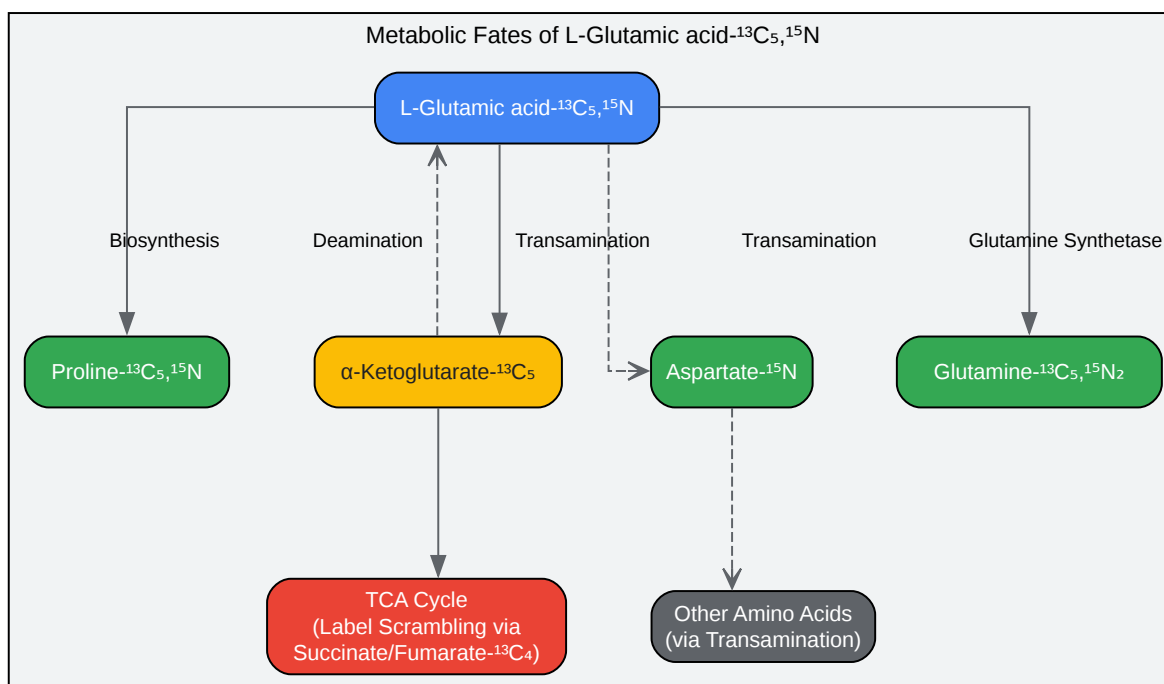 Metabolic Fates of L-Glutamic acid-¹³C₅,¹⁵N
L-Glutamic acid-¹³C₅,¹⁵N
Biosynthesis
Deamination
Transamination
Transamination
Glutamine Synthetase
Proline-¹³C₅,¹⁵N
α-Ketoglutarate-¹³C₅
Aspartate-¹⁵N
Glutamine-¹³C₅,¹⁵N₂
TCA Cycle
(Label Scrambling via
Succinate/Fumarate-¹³C₄)
Other Amino Acids
(via Transamination)